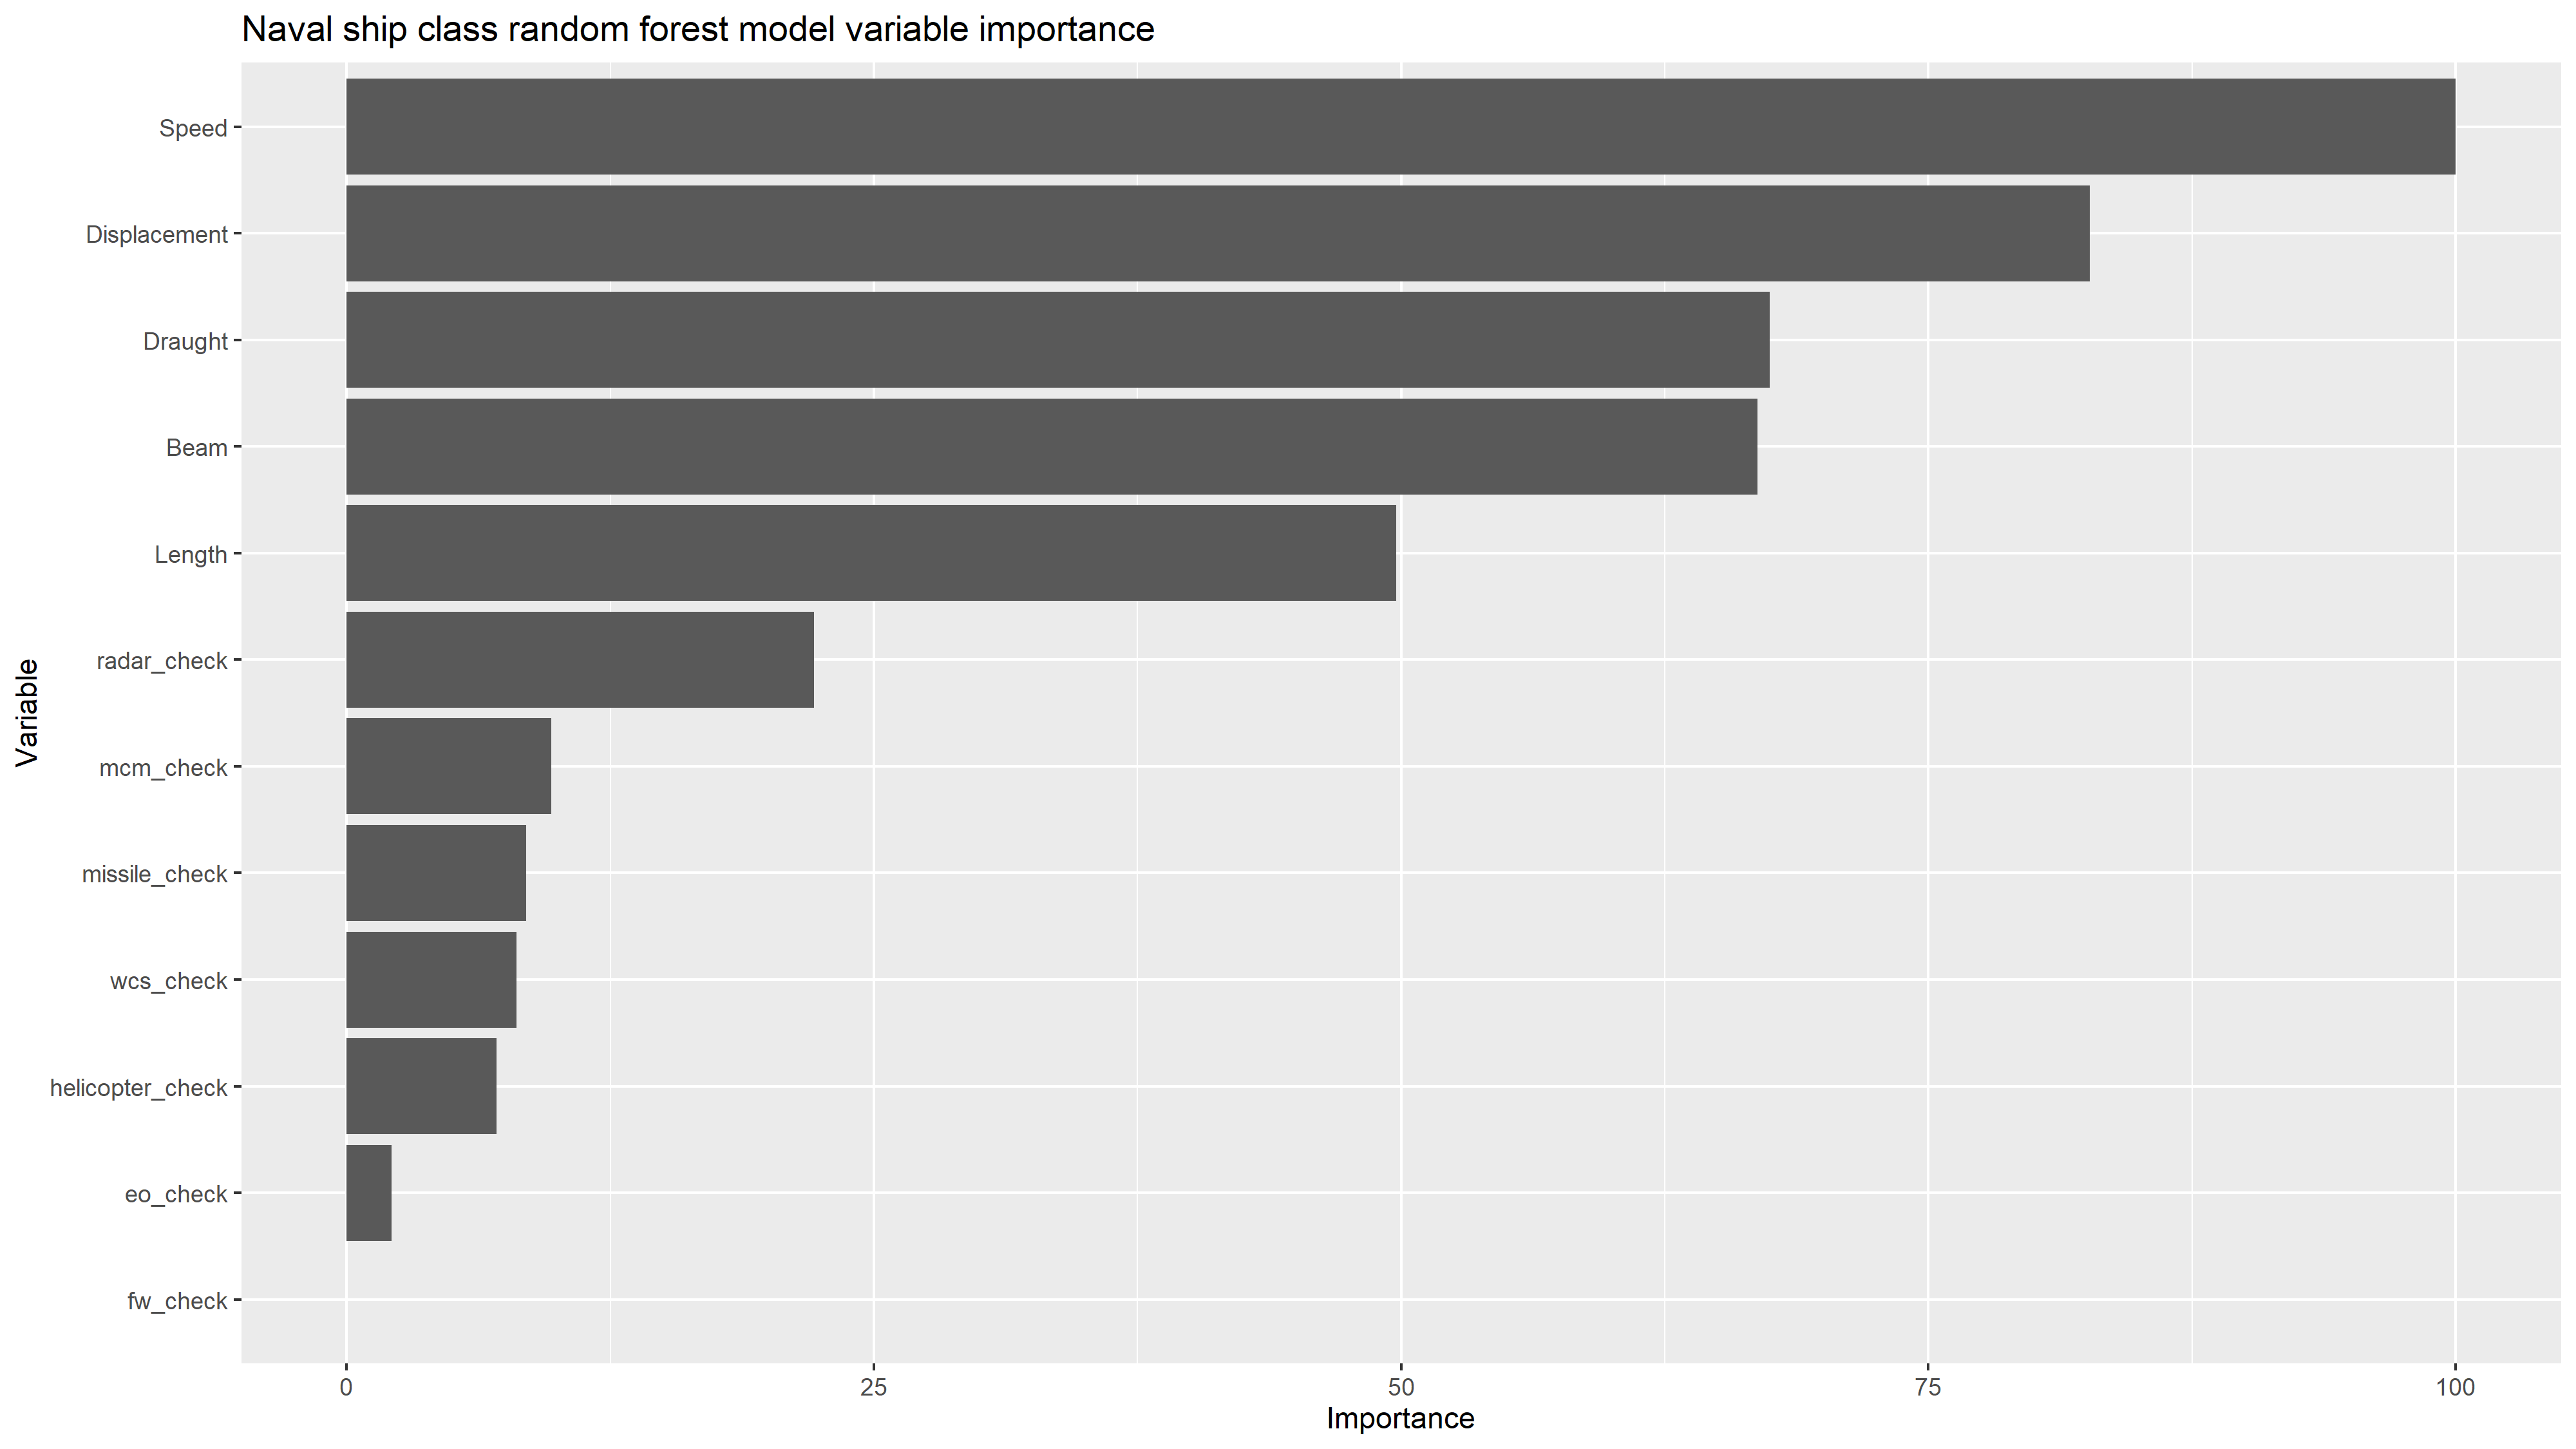 Naval ship class random forest model variable importance
Variable
Speed
Displacement
Draught
Beam
Length
radar_check
mcm_check
missile_check
wcs_check
helicopter_check
eo_check
fw_check
0 25 50 75 100
Importance